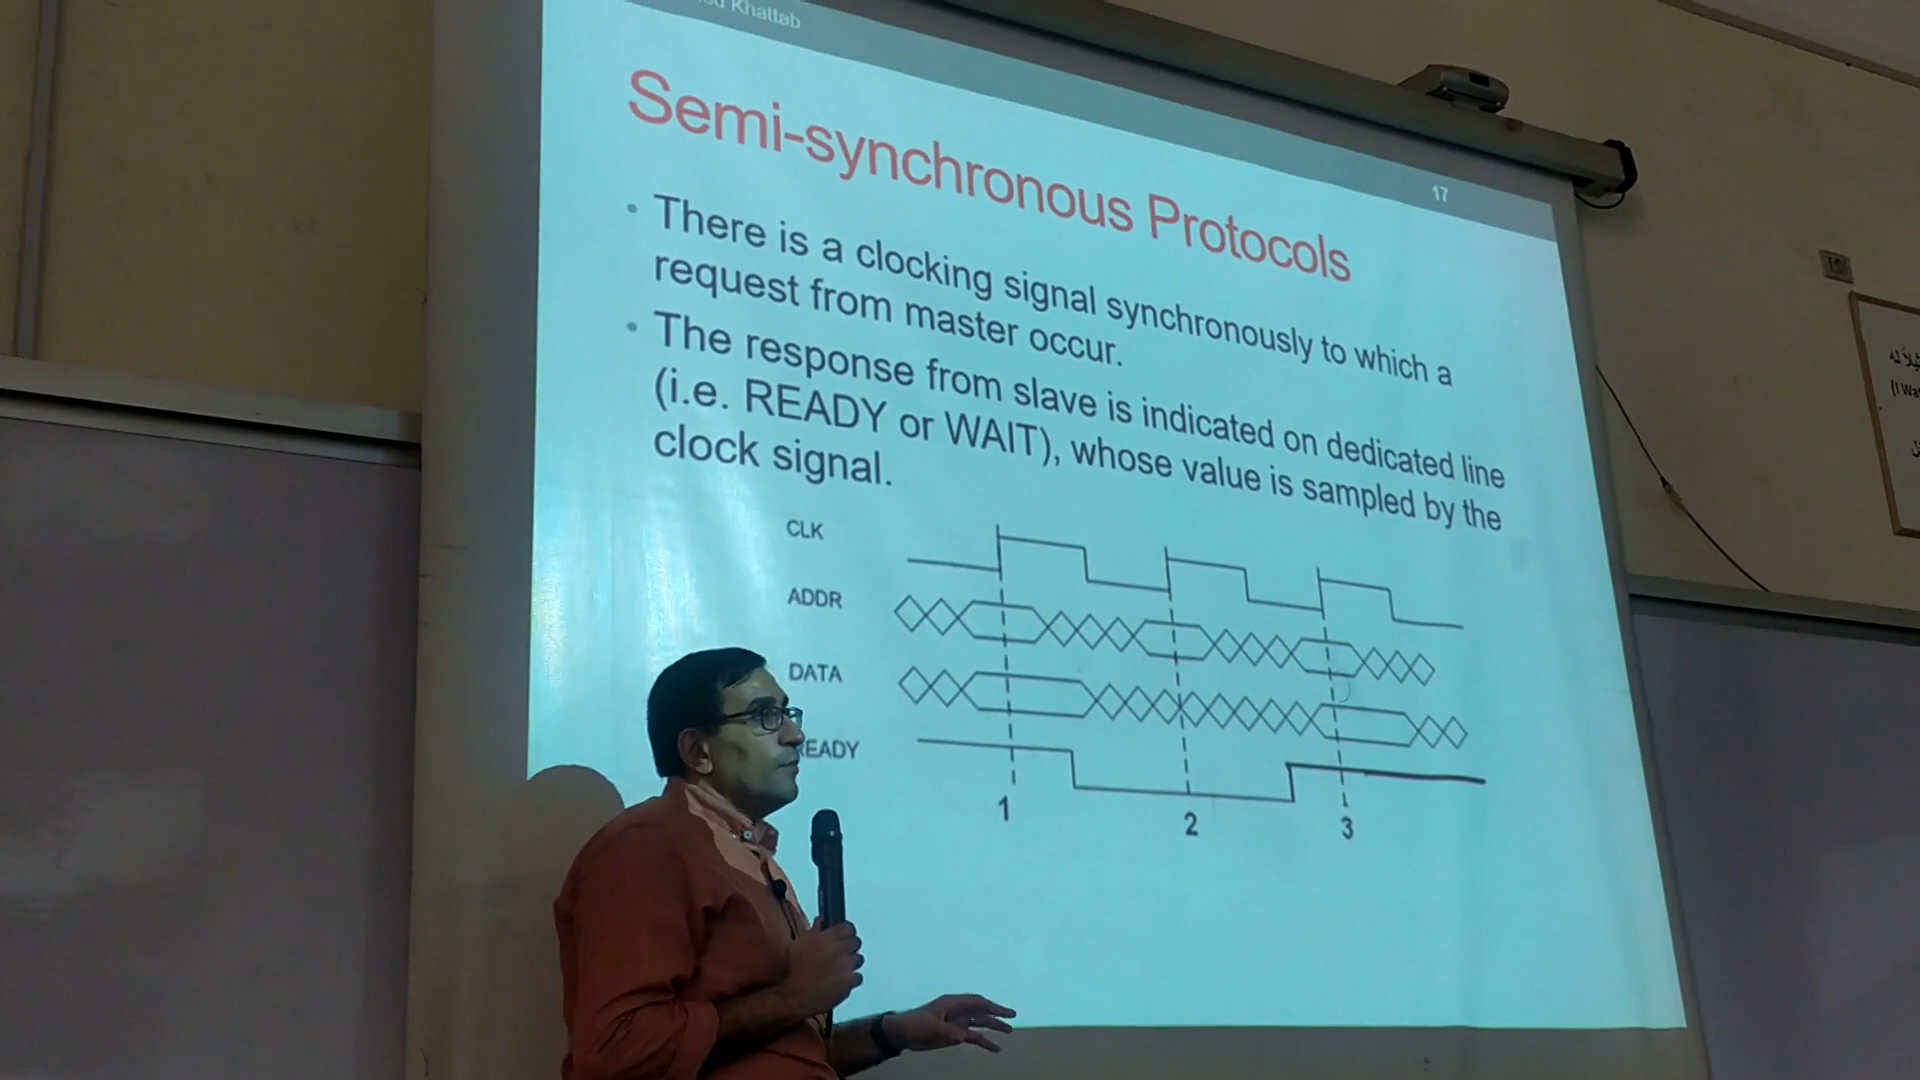 Khattab
17
Semi-synchronous Protocols
• There is a clocking signal synchronously to which a
request from master occur.
• The response from slave is indicated on dedicated line
(i.e. READY or WAIT), whose value is sampled by the
clock signal.
CLK
ADDR
DATA
READY
1
2
3